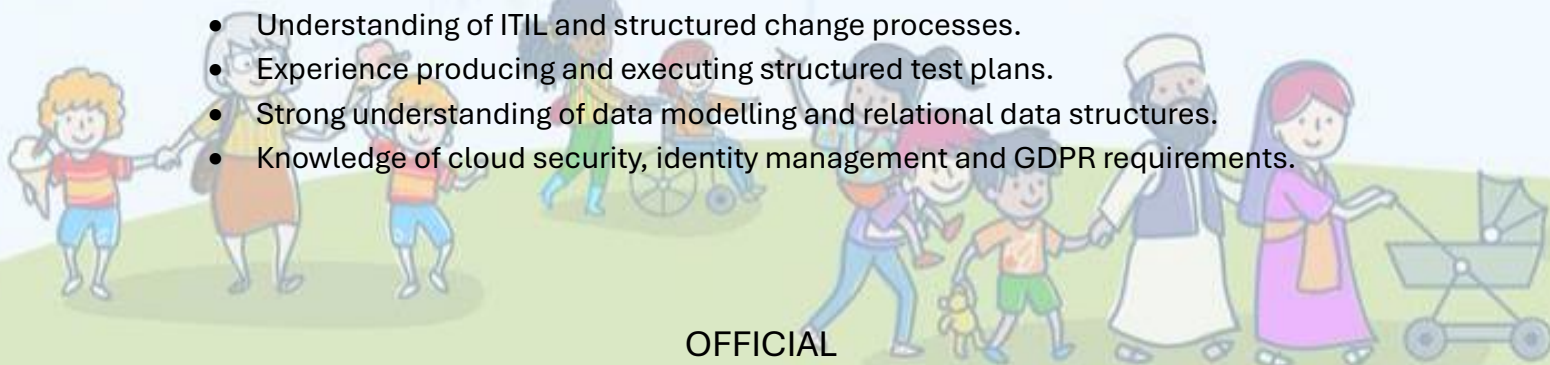 • Understanding of ITIL and structured change processes.
• Experience producing and executing structured test plans.
• Strong understanding of data modelling and relational data structures.
• Knowledge of cloud security, identity management and GDPR requirements.
OFFICIAL